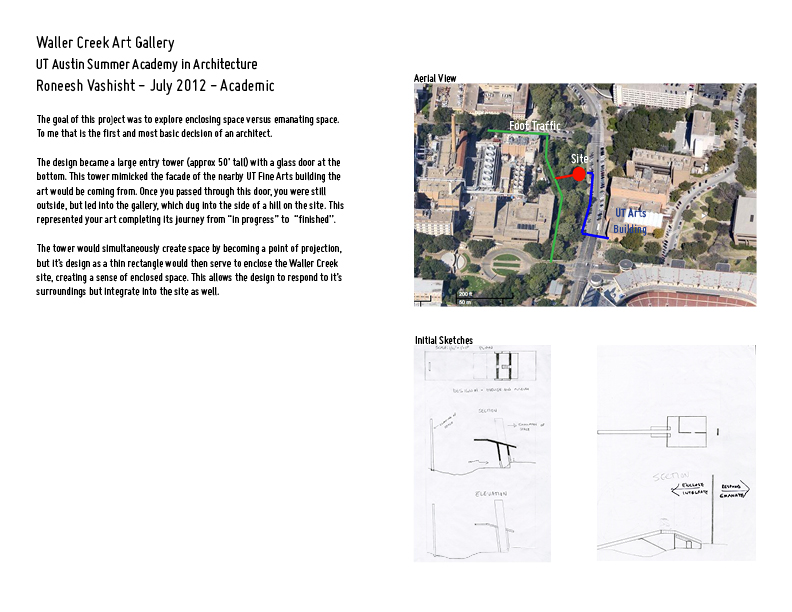 Waller Creek Art Gallery
UT Austin Summer Academy in Architecture
Roneesh Vashisht - July 2012 - Academic
The goal of this project was to explore enclosing space versus emanating space.
To me that is the first and most basic decision of an architect.
The design became a large entry tower (approx 50' tall) with a glass door at the
bottom. This tower mimicked the facade of the nearby UT Fine Arts building the
art would be coming from. Once you passed through this door, you were still
outside, but led into the gallery, which dug into the side of a hill on the site. This
represented your art completing its journey from "in progress" to "finished".
The tower would simultaneously create space by becoming a point of projection,
but it's design as a thin rectangle would then serve to enclose the Waller Creek
site, creating a sense of enclosed space. This allows the design to respond to it's
surroundings but integrate into the site as well.
Aerial View
Foot Traffic
Site
UT Arts
Building
200 ft
50 m
Initial Sketches
PLAN
SECTION
SPACE
ELEVATION
SECTION
ENCLOSE
INTEGRATE
RESPOND
EMANATE